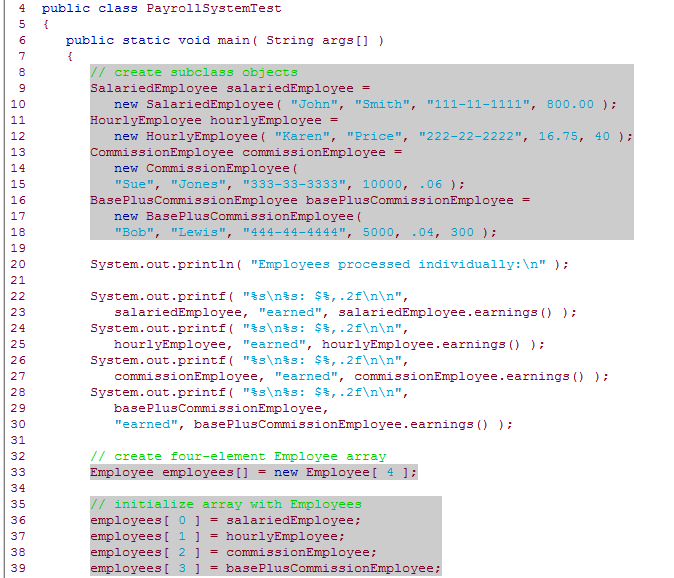 4 public class PayrollSystemTest
5 {
6    public static void main( String args[] )
7    {
8       // create subclass objects
9       SalariedEmployee salariedEmployee =
10          new SalariedEmployee( "John", "Smith", "111-11-1111", 800.00 );
11       HourlyEmployee hourlyEmployee =
12          new HourlyEmployee( "Karen", "Price", "222-22-2222", 16.75, 40 );
13       CommissionEmployee commissionEmployee =
14          new CommissionEmployee(
15          "Sue", "Jones", "333-33-3333", 10000, .06 );
16       BasePlusCommissionEmployee basePlusCommissionEmployee =
17          new BasePlusCommissionEmployee(
18          "Bob", "Lewis", "444-44-4444", 5000, .04, 300 );
19
20       System.out.println( "Employees processed individually:\n" );
21
22       System.out.printf( "%s\n%s: $%,.2f\n\n",
23          salariedEmployee, "earned", salariedEmployee.earnings() );
24       System.out.printf( "%s\n%s: $%,.2f\n\n",
25          hourlyEmployee, "earned", hourlyEmployee.earnings() );
26       System.out.printf( "%s\n%s: $%,.2f\n\n",
27          commissionEmployee, "earned", commissionEmployee.earnings() );
28       System.out.printf( "%s\n%s: $%,.2f\n\n",
29          basePlusCommissionEmployee,
30          "earned", basePlusCommissionEmployee.earnings() );
31
32       // create four-element Employee array
33       Employee employees[] = new Employee[ 4 ];
34
35       // initialize array with Employees
36       employees[ 0 ] = salariedEmployee;
37       employees[ 1 ] = hourlyEmployee;
38       employees[ 2 ] = commissionEmployee;
39       employees[ 3 ] = basePlusCommissionEmployee;